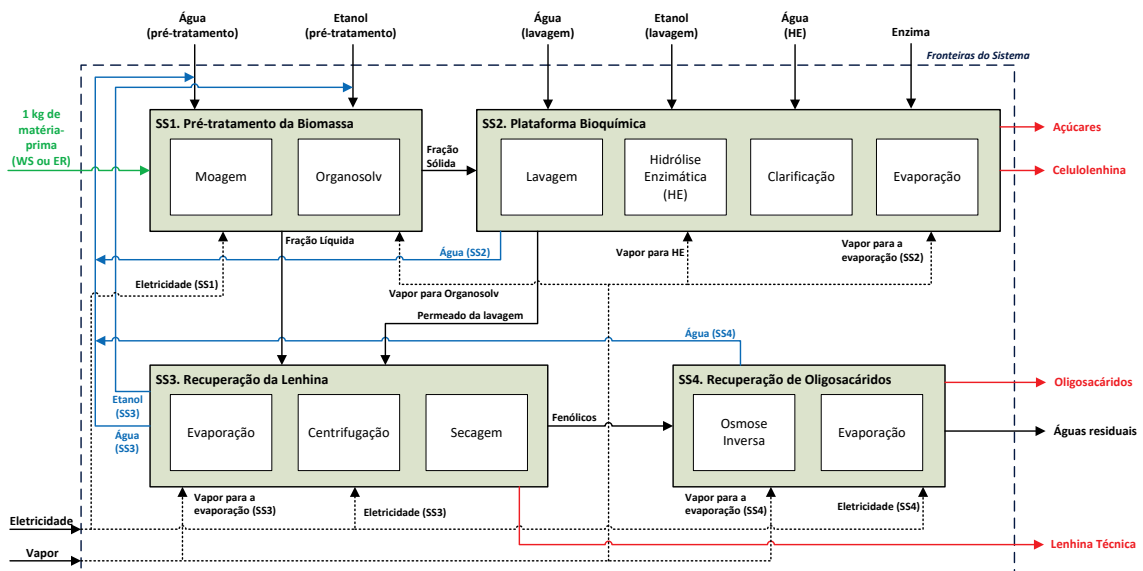 Água
(pré-tratamento)
Etanol
(pré-tratamento)
Água
(lavagem)
Etanol
(lavagem)
Água
(HE)
Enzima
Fronteiras do Sistema
1 kg de
matéria-
prima
(WS ou ER)
SS1. Pré-tratamento da Biomassa
Moagem
Organosolv
Fração
Sólida
SS2. Plataforma Bioquímica
Lavagem
Hidrólise
Enzimática
(HE)
Clarificação
Evaporação
Açúcares
Celulolenhina
Fração Líquida
Água (SS2)
Vapor para HE
Vapor para a
evaporação (SS2)
Eletricidade (SS1)
Vapor para Organosolv
Permeado da lavagem
Água (SS4)
SS3. Recuperação da Lenhina
Evaporação
Centrifugação
Secagem
Etanol
(SS3)
Água
(SS3)
Fenólicos
SS4. Recuperação de Oligosacáridos
Osmose
Inversa
Evaporação
Oligosacáridos
Águas residuais
Vapor para a
evaporação (SS3)
Eletricidade (SS3)
Vapor para a
evaporação (SS4)
Eletricidade (SS4)
Eletricidade
Vapor
Lenhina Técnica